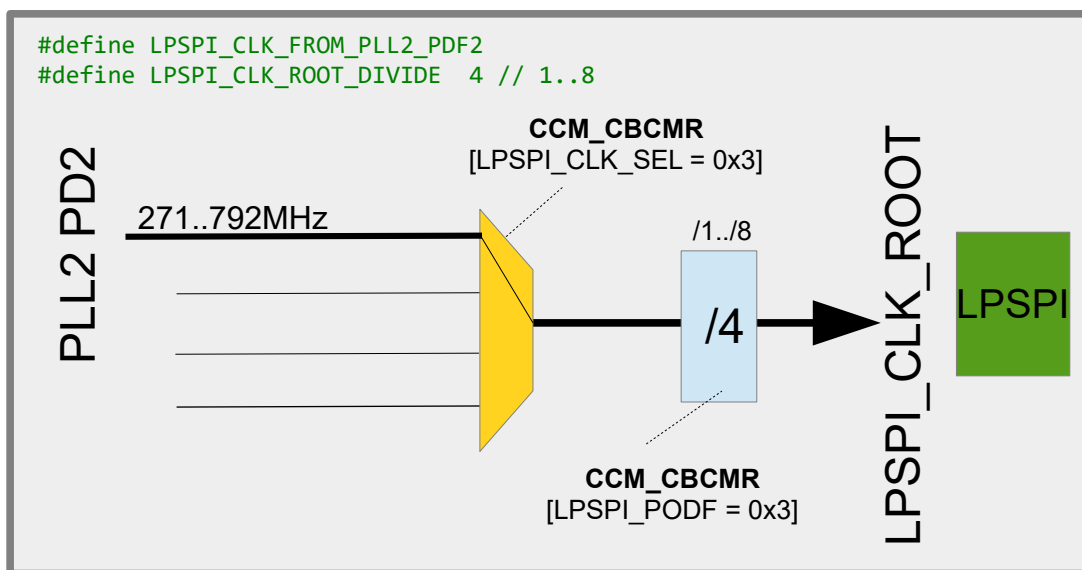 #define LPSPI_CLK_FROM_PLL2_PDF2
#define LPSPI_CLK_ROOT_DIVIDE  4 // 1..8
CCM_CBCMR
[LPSPI_CLK_SEL = 0x3]
PLL2 PD2
271..792MHz
/1../8
/4
LPSPI_CLK_ROOT
LPSPI
CCM_CBCMR
[LPSPI_PODF = 0x3]